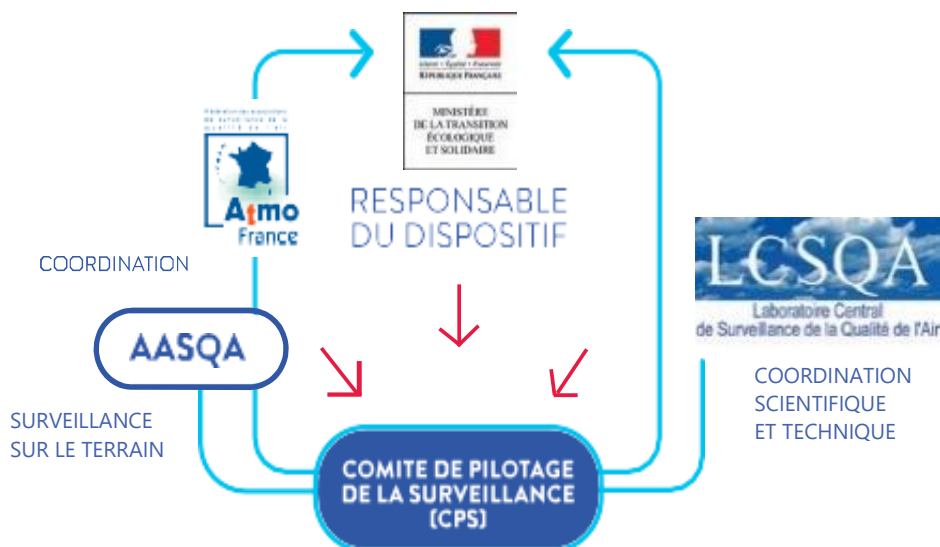 RÉPUBLIQUE FRANÇAISE
MINISTÈRE
DE LA TRANSITION
ÉCOLOGIQUE
ET SOLIDAIRE
Atmo
France
RESPONSABLE
DU DISPOSITIF
COORDINATION
LCSQA
Laboratoire Central
de Surveillance de la Qualité de l'Air
AASQA
COORDINATION
SCIENTIFIQUE
ET TECHNIQUE
SURVEILLANCE
SUR LE TERRAIN
COMITE DE PILOTAGE
DE LA SURVEILLANCE
(CPS)